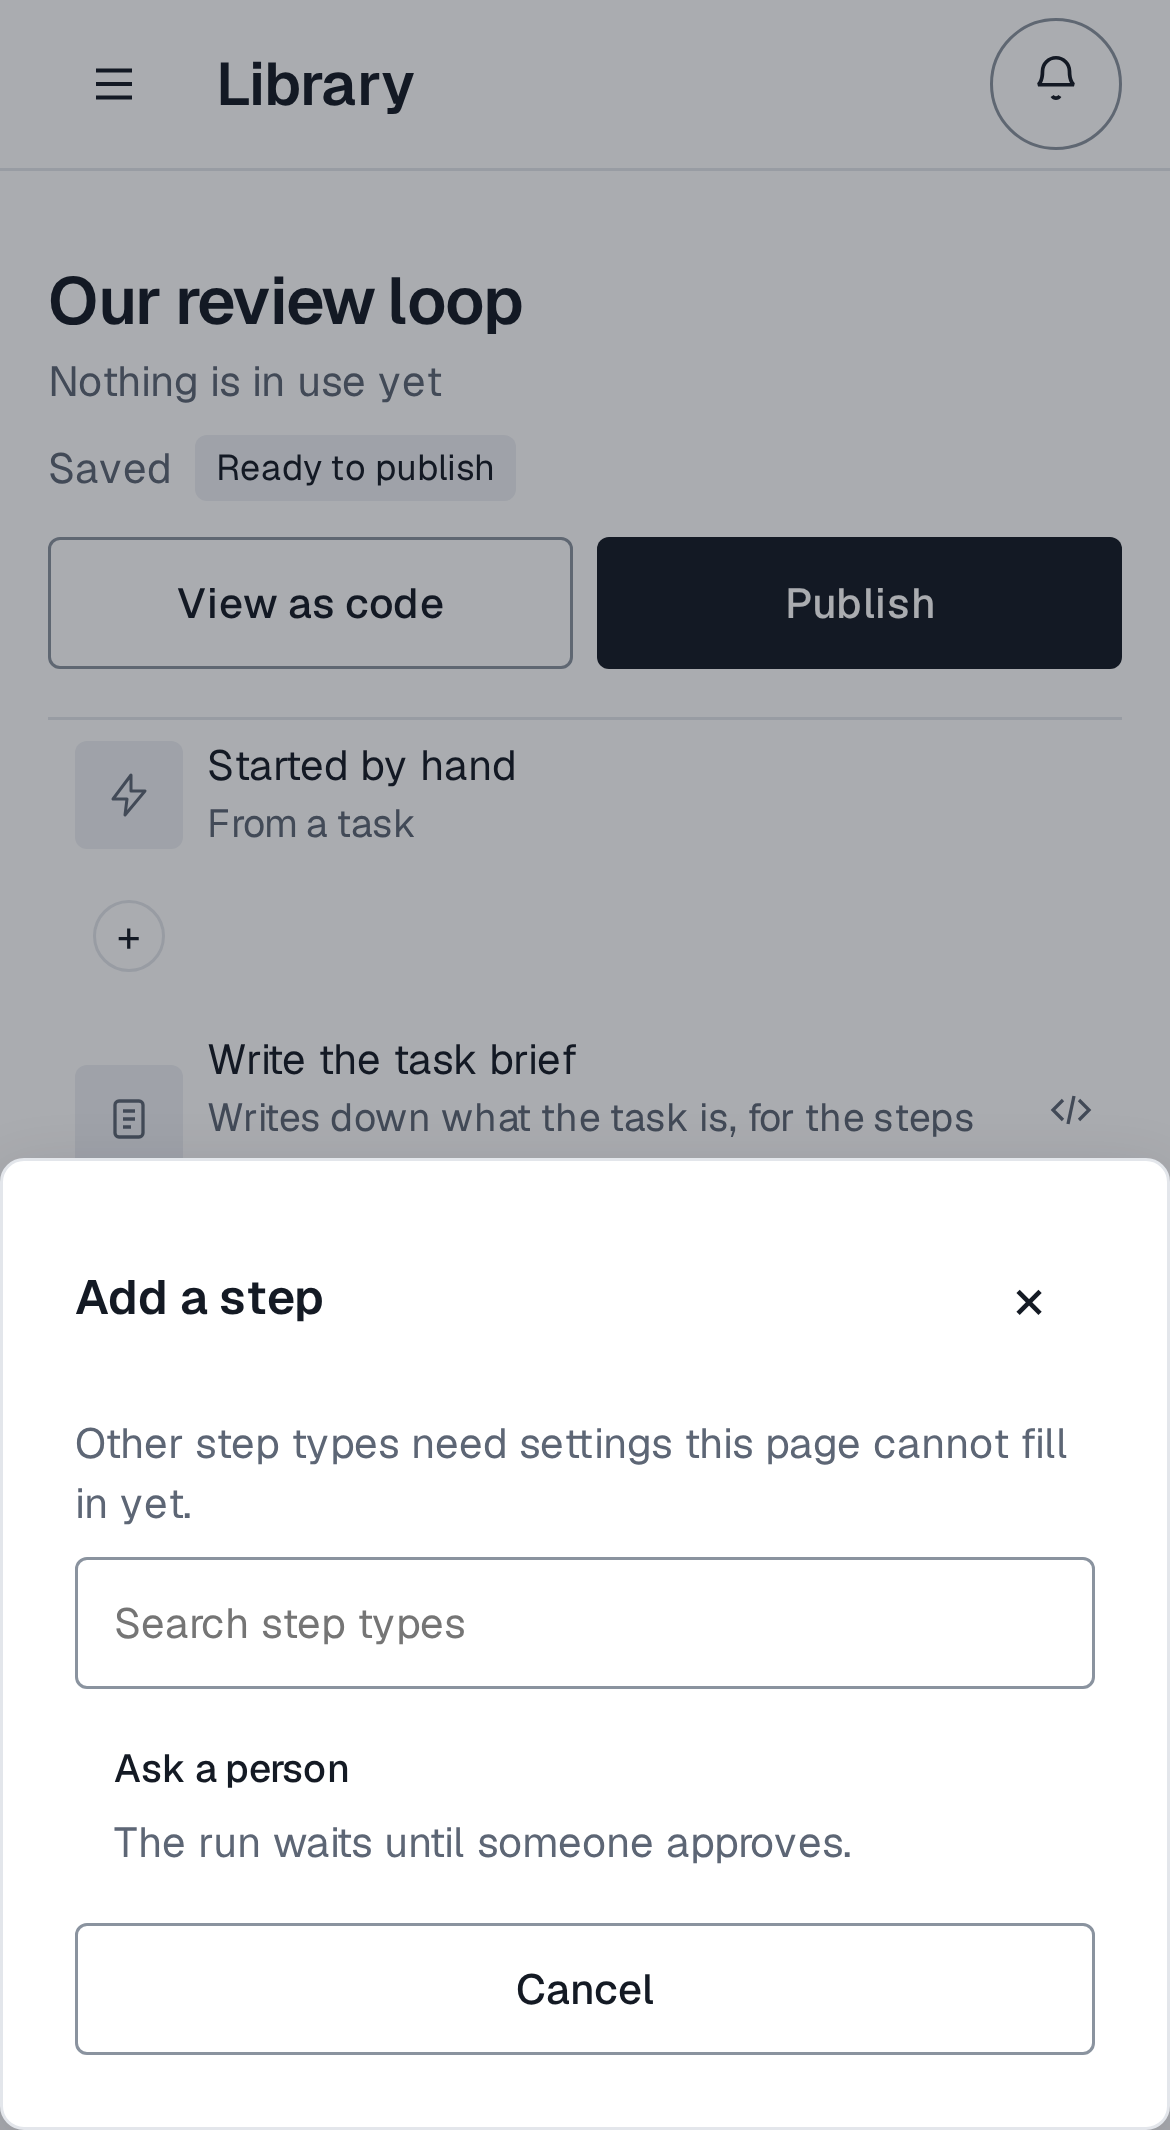 Library
Our review loop
Nothing is in use yet
Saved
Ready to publish
View as code
Publish
Started by hand
From a task
+
Write the task brief
Writes down what the task is, for the steps
</>
Add a step
Other step types need settings this page cannot fill
in yet.
Search step types
Ask a person
The run waits until someone approves.
Cancel